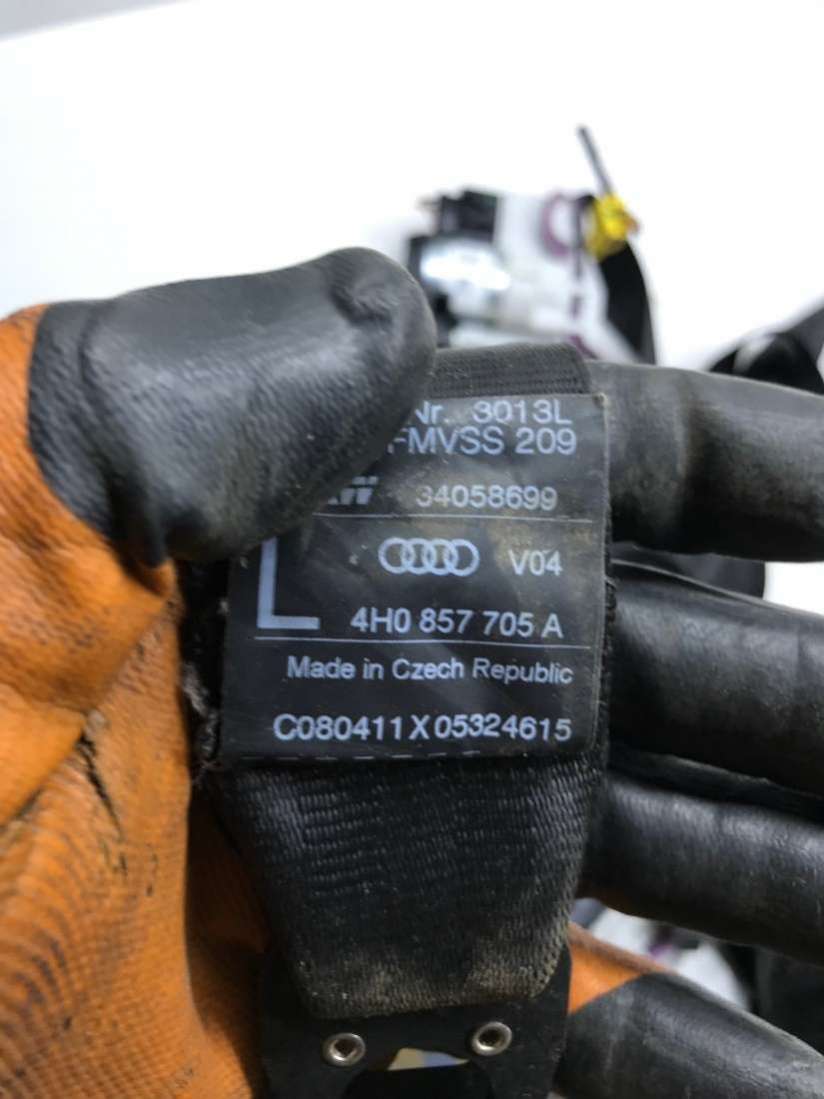 Nr. 3013L
FMVSS 209
34058699
V04
L
4H0 857 705 A
Made in Czech Republic
C080411X05324615